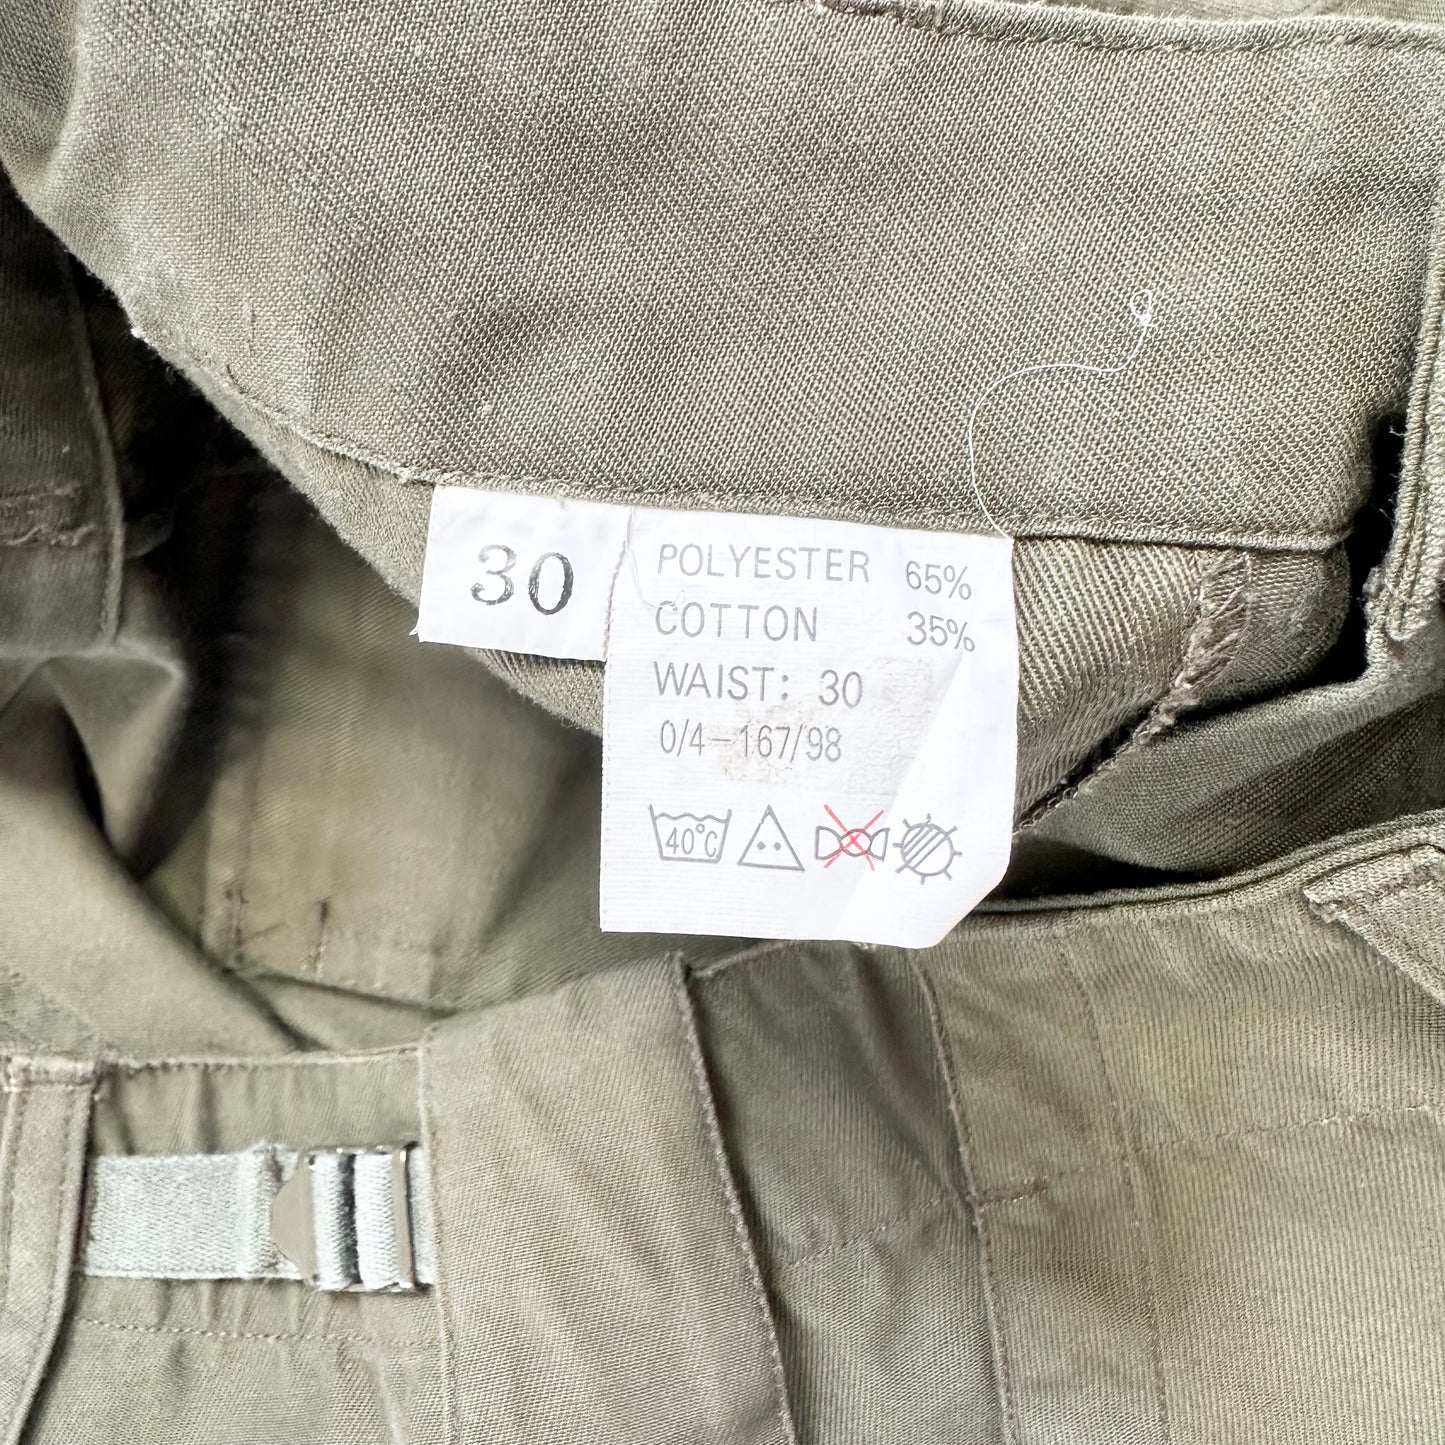 30
POLYESTER 65%
COTTON 35%
WAIST: 30
0/4-167/98
40°C